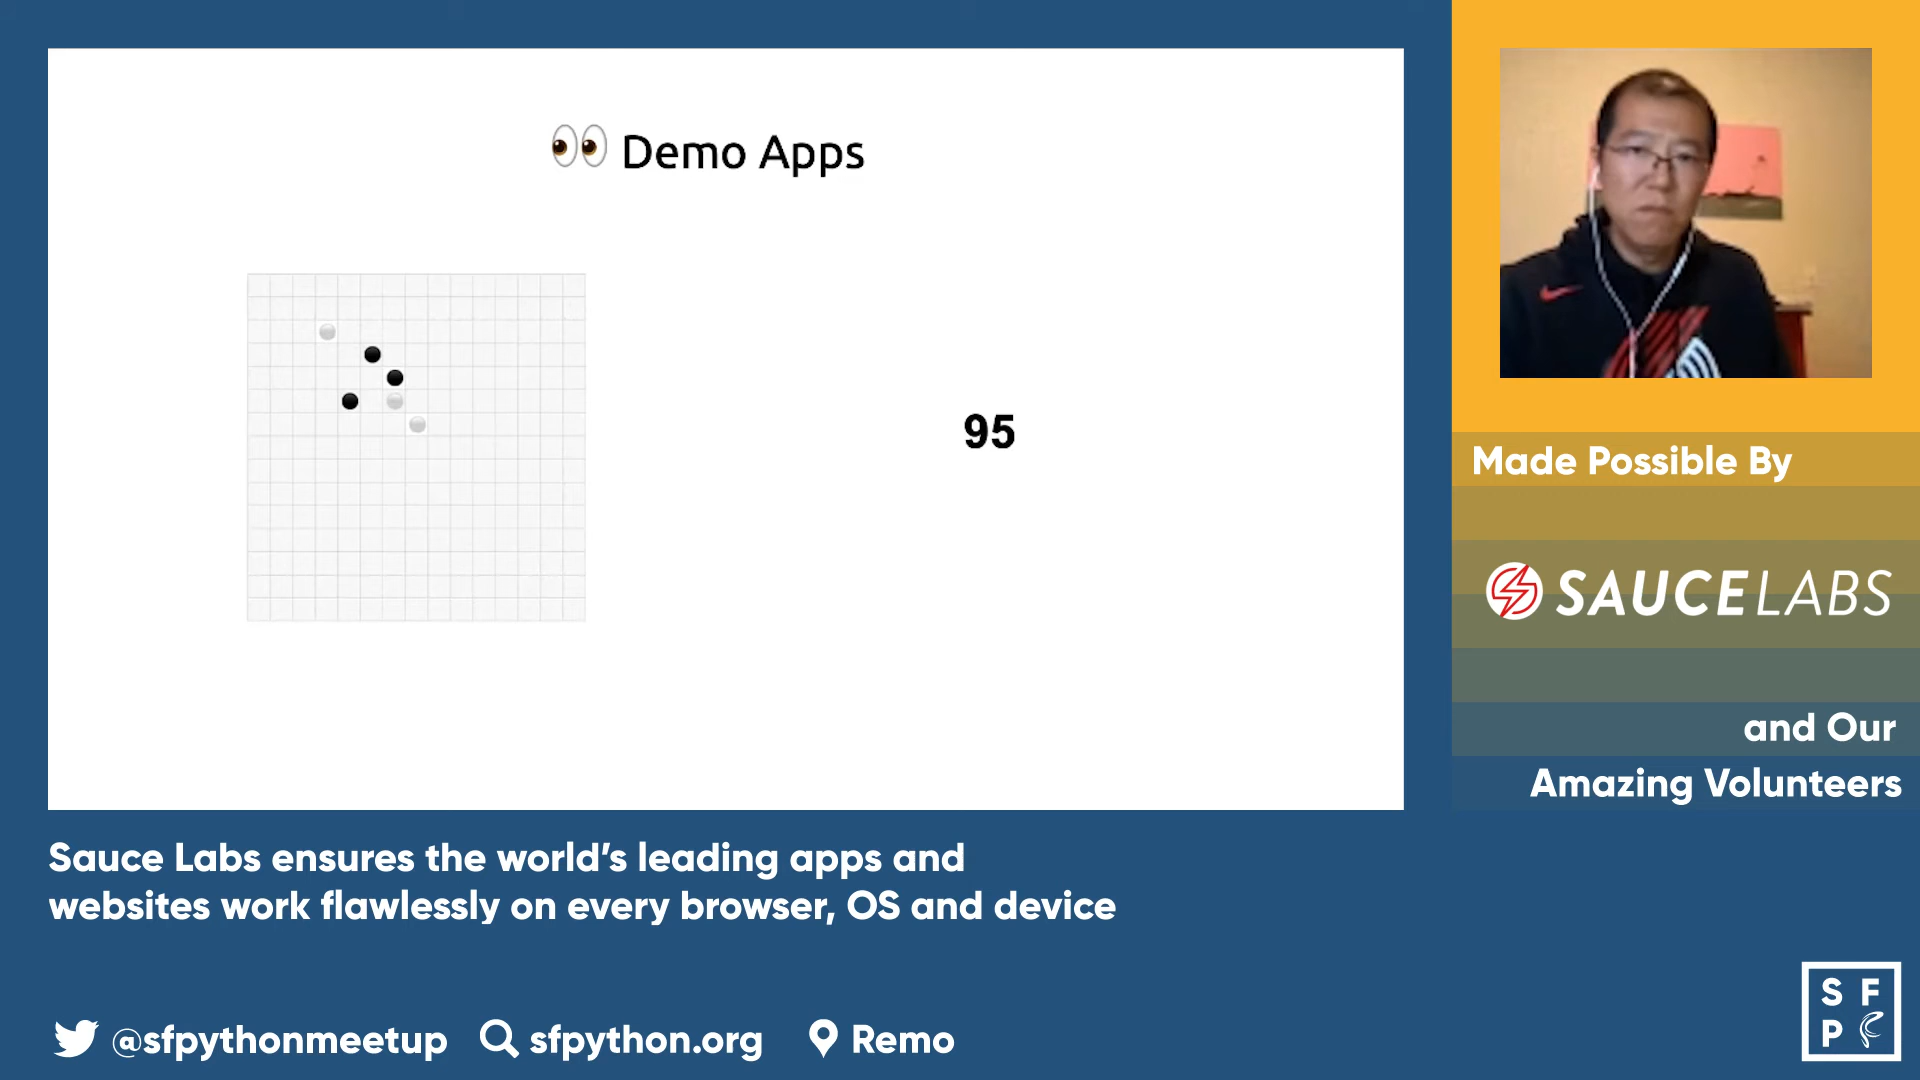 Demo Apps
95
Made Possible By
SAUCELABS
and Our
Amazing Volunteers
Sauce Labs ensures the world’s leading apps and
websites work flawlessly on every browser, OS and device
@sfpythonmeetup sfpython.org Remo
S F
P